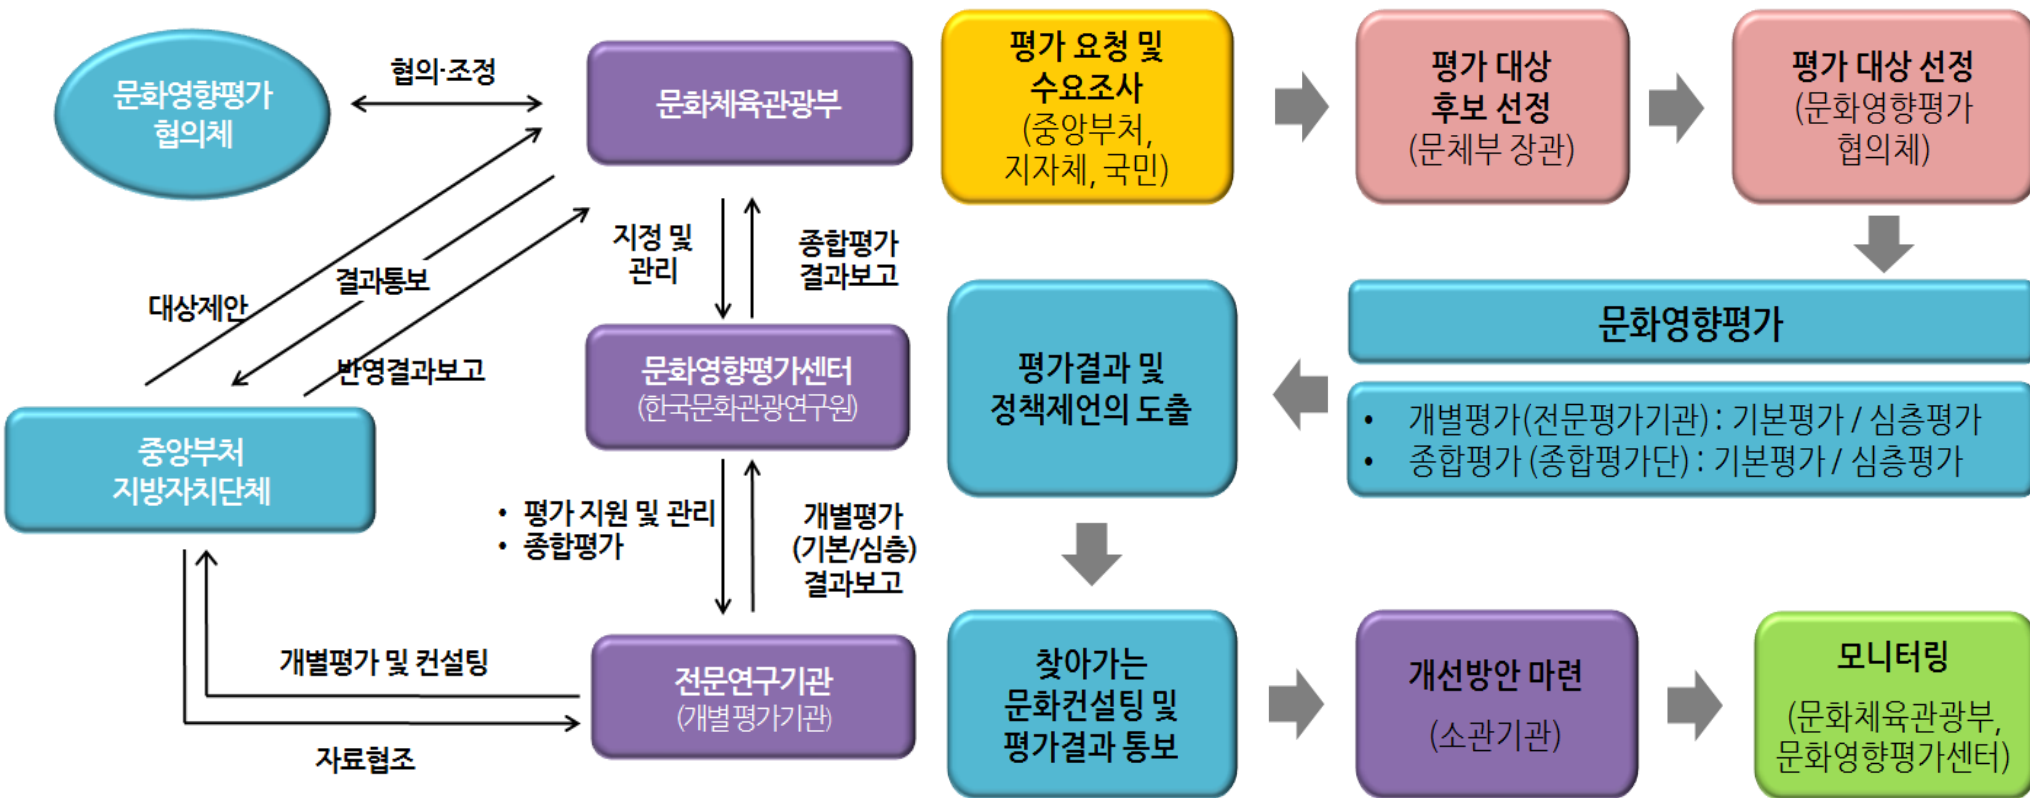 문화영향평가
협의체
협의·조정
문화체육관광부
대상제안
결과통보
반영결과보고
지정 및
관리
종합평가
결과보고
문화영향평가센터
(한국문화관광연구원)
중앙부처
지방자치단체
• 평가 지원 및 관리
• 종합평가
개별평가
(기본/심층)
결과보고
개별평가 및 컨설팅
자료협조
전문연구기관
(개별 평가기관)
평가 요청 및
수요조사
(중앙부처,
지자체, 국민)
평가 대상
후보 선정
(문체부 장관)
평가 대상 선정
(문화영향평가
협의체)
문화영향평가
• 개별평가(전문평가기관) : 기본평가 / 심층평가
• 종합평가 (종합평가단) : 기본평가 / 심층평가
평가결과 및
정책제언의 도출
찾아가는
문화컨설팅 및
평가결과 통보
개선방안 마련
(소관기관)
모니터링
(문화체육관광부,
문화영향평가센터)